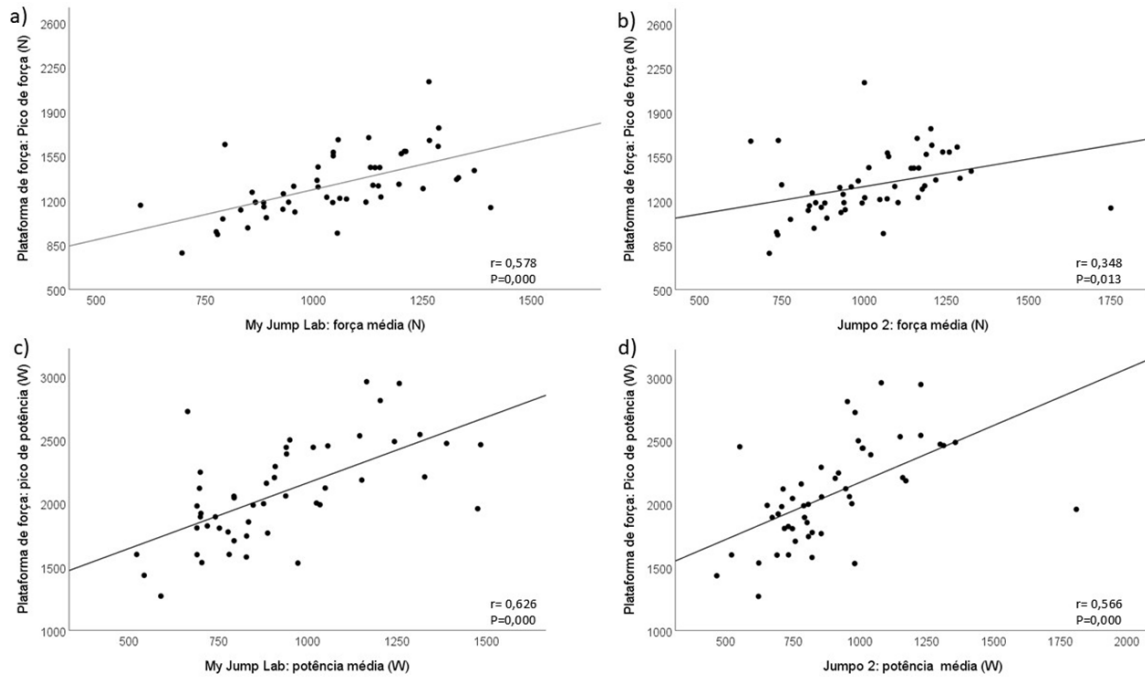 a)
Plataforma de força: Pico de força (N)
2600
2250
1900
1550
1200
850
500
500 750 1000 1250 1500
My Jump Lab: força média (N)
r= 0,578
P=0,000
b)
Plataforma de força: Pico de força (N)
2600
2250
1900
1550
1200
850
500
500 750 1000 1250 1500 1750
Jumpo 2: força média (N)
r= 0,348
P=0,013
c)
Plataforma de força: pico de potência (W)
3000
2500
2000
1500
1000
500 750 1000 1250 1500
My Jump Lab: potência média (W)
r= 0,626
P=0,000
d)
Plataforma de força: Pico de potência (W)
3000
2500
2000
1500
1000
500 750 1000 1250 1500 1750 2000
Jumpo 2: potência média (W)
r= 0,566
P=0,000